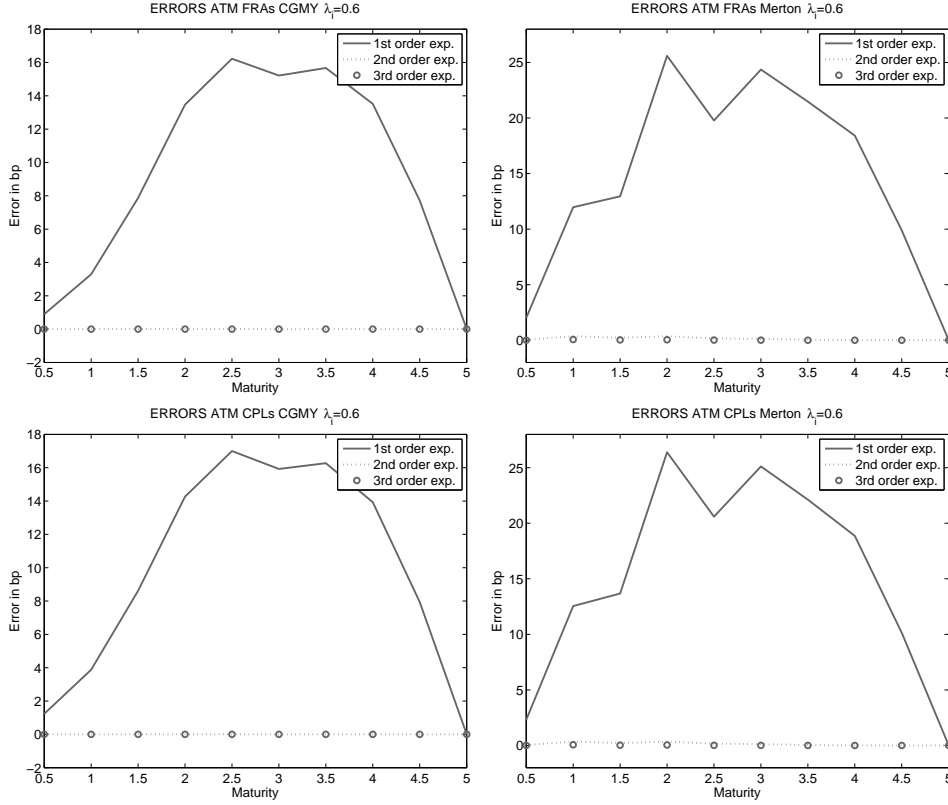 ERRORS ATM FRAs CGMY λi=0.6
18
16
14
12
10
8
6
4
2
0
−2
Error in bp
1st order exp.
2nd order exp.
3rd order exp.
0.5 1 1.5 2 2.5 3 3.5 4 4.5 5
Maturity
ERRORS ATM FRAs Merton λi=0.6
25
20
15
10
5
0
Error in bp
1st order exp.
2nd order exp.
3rd order exp.
0.5 1 1.5 2 2.5 3 3.5 4 4.5 5
Maturity
ERRORS ATM CPLs CGMY λi=0.6
18
16
14
12
10
8
6
4
2
0
−2
Error in bp
1st order exp.
2nd order exp.
3rd order exp.
0.5 1 1.5 2 2.5 3 3.5 4 4.5 5
Maturity
ERRORS ATM CPLs Merton λi=0.6
25
20
15
10
5
0
Error in bp
1st order exp.
2nd order exp.
3rd order exp.
0.5 1 1.5 2 2.5 3 3.5 4 4.5 5
Maturity